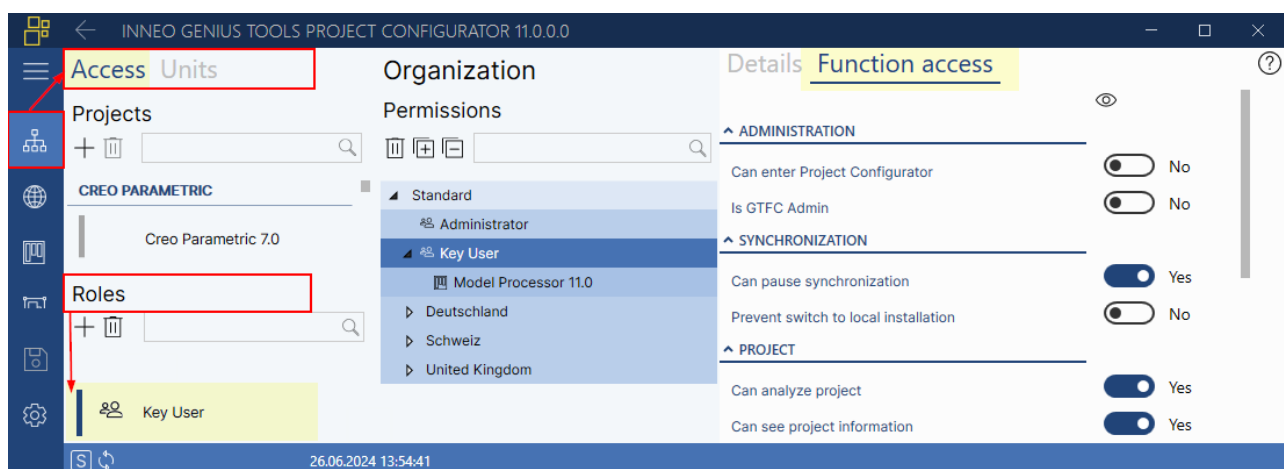 INNEO GENIUS TOOLS PROJECT CONFIGURATOR 11.0.0.0
Access Units
Projects
CREO PARAMETRIC
Creo Parametric 7.0
Roles
Key User
Organization
Permissions
Standard
Administrator
Key User
Model Processor 11.0
Deutschland
Schweiz
United Kingdom
Details Function access
?
ADMINISTRATION
Can enter Project Configurator No
Is GTFC Admin No
SYNCHRONIZATION
Can pause synchronization Yes
Prevent switch to local installation No
PROJECT
Can analyze project Yes
Can see project information Yes
S 26.06.2024 13:54:41